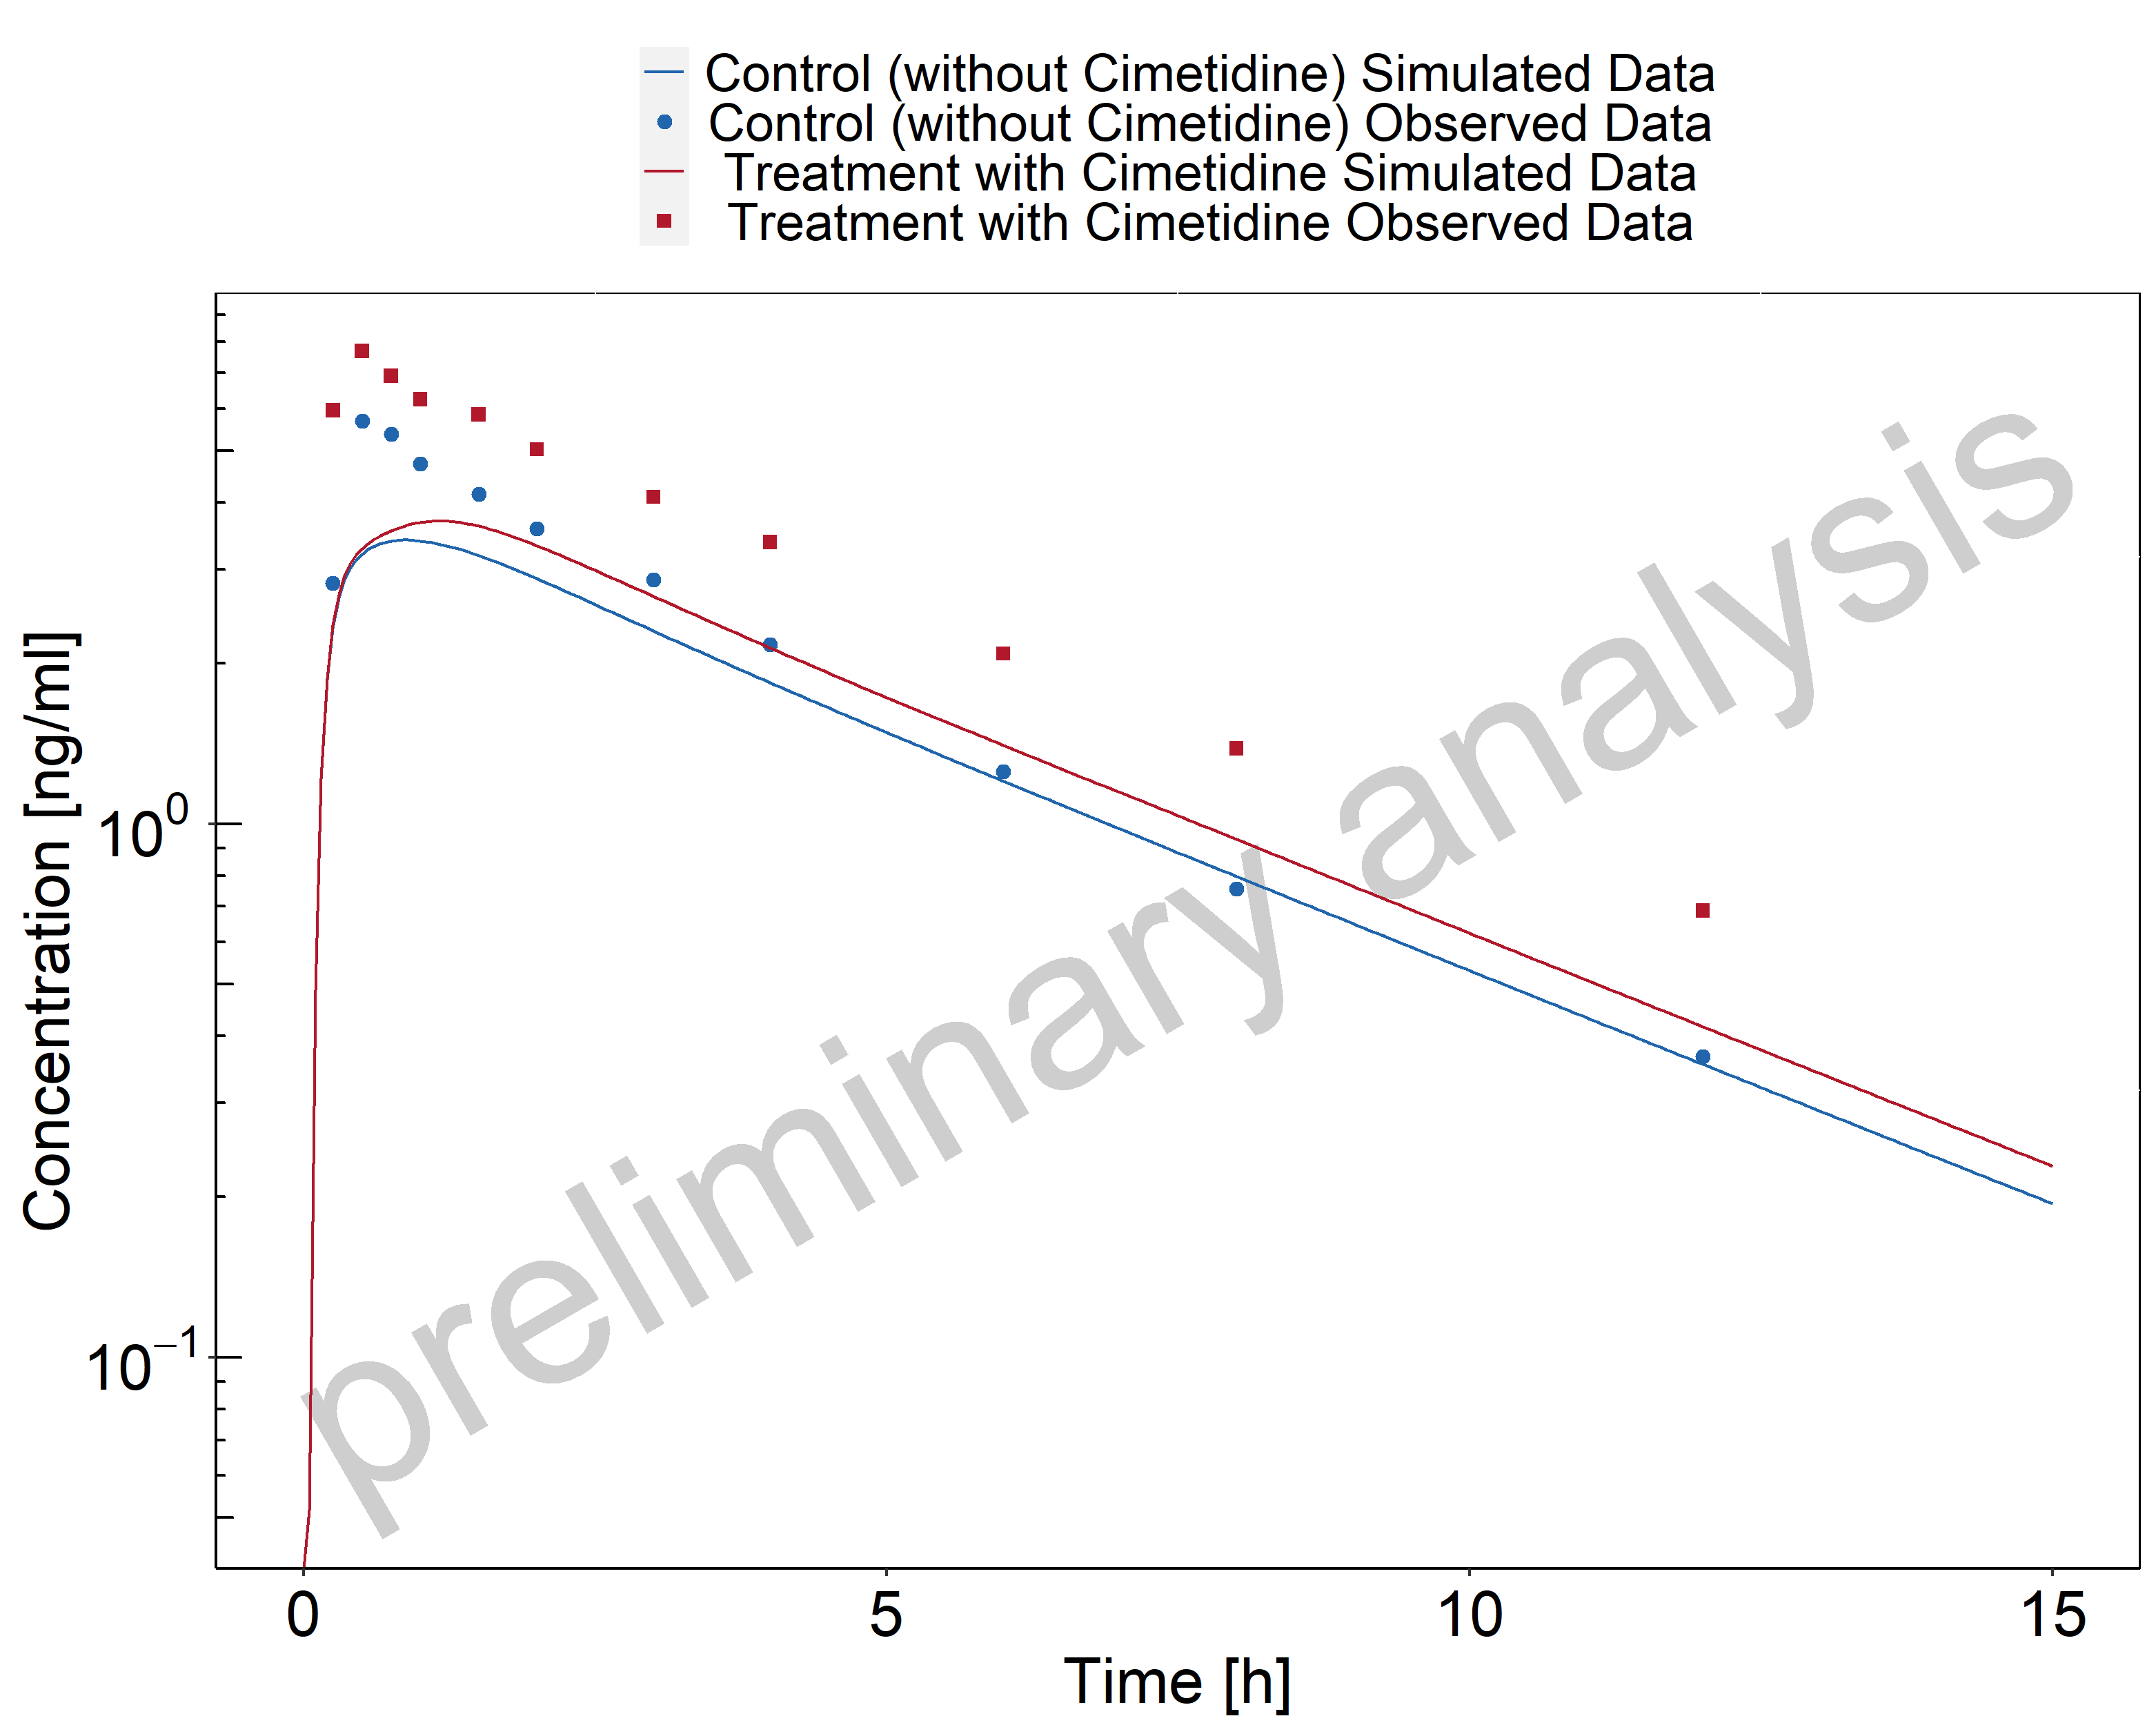 Control (without Cimetidine) Simulated Data
Control (without Cimetidine) Observed Data
Treatment with Cimetidine Simulated Data
Treatment with Cimetidine Observed Data
Concentration [ng/ml]
10⁰
10⁻¹
preliminary analysis
0 5 10 15
Time [h]